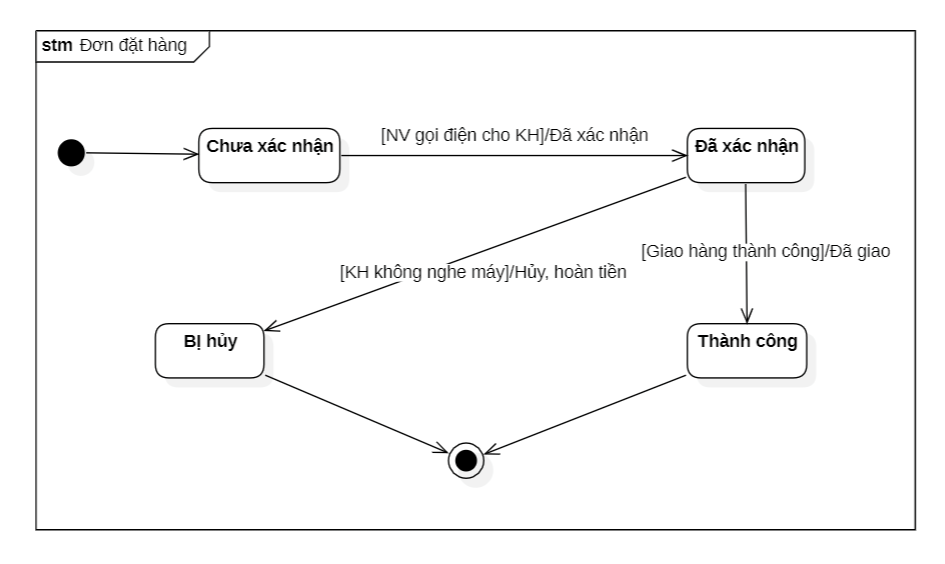 stm Đơn đặt hàng
[NV gọi điện cho KH]/Đã xác nhận
Chưa xác nhận
Đã xác nhận
[Giao hàng thành công]/Đã giao
[KH không nghe máy]/Hủy, hoàn tiền
BỊ hủy
Thành công